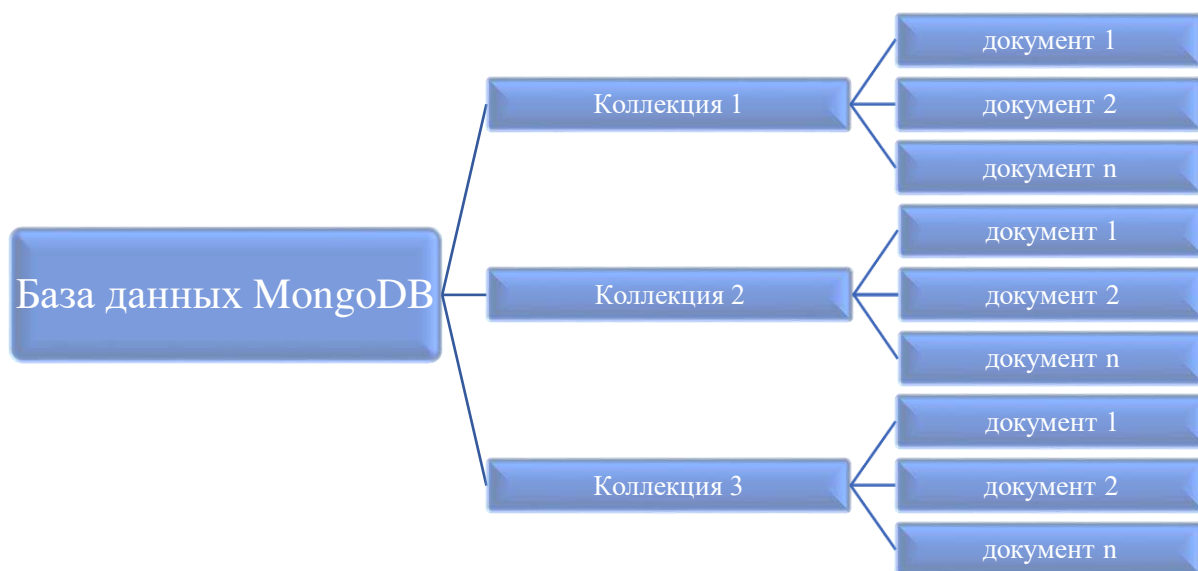 База данных MongoDB
Коллекция 1
документ 1
документ 2
документ n
Коллекция 2
документ 1
документ 2
документ n
Коллекция 3
документ 1
документ 2
документ n